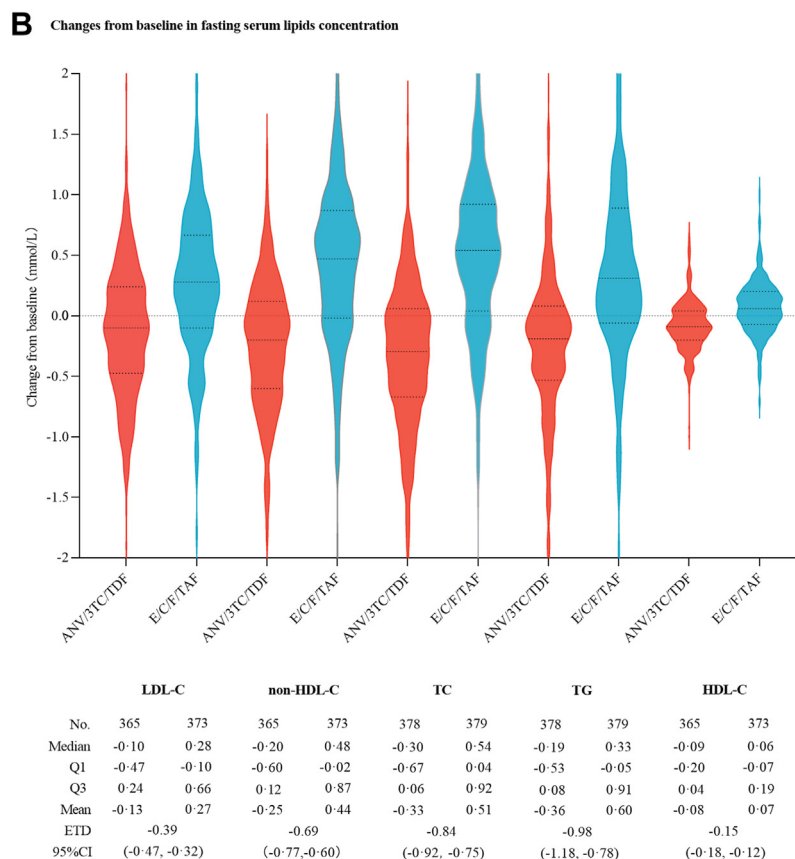 B Changes from baseline in fasting serum lipids concentration
Change from baseline (mmol/L)
2
1.5
1.0
0.5
0.0
-0.5
-1.0
-1.5
-2
ANV/3TC/TDF E/C/F/TAF ANV/3TC/TDF E/C/F/TAF ANV/3TC/TDF E/C/F/TAF ANV/3TC/TDF E/C/F/TAF ANV/3TC/TDF E/C/F/TAF
LDL-C non-HDL-C TC TG HDL-C
No. 365 373 365 373 378 379 378 379 365 373
Median -0·10 0·28 -0·20 0·48 -0·30 0·54 -0·19 0·33 -0·09 0·06
Q1 -0·47 -0·10 -0·60 -0·02 -0·67 0·04 -0·53 -0·05 -0·20 -0·07
Q3 0·24 0·66 0·12 0·87 0·06 0·92 0·08 0·91 0·04 0·19
Mean -0·13 0·27 -0·25 0·44 -0·33 0·51 -0·36 0·60 -0·08 0·07
ETD -0.39 -0.69 -0.84 -0.98 -0.15
95%CI (-0·47, -0·32) (-0·77,-0·60) (-0·92, -0·75) (-1.18, -0·78) (-0·18, -0·12)